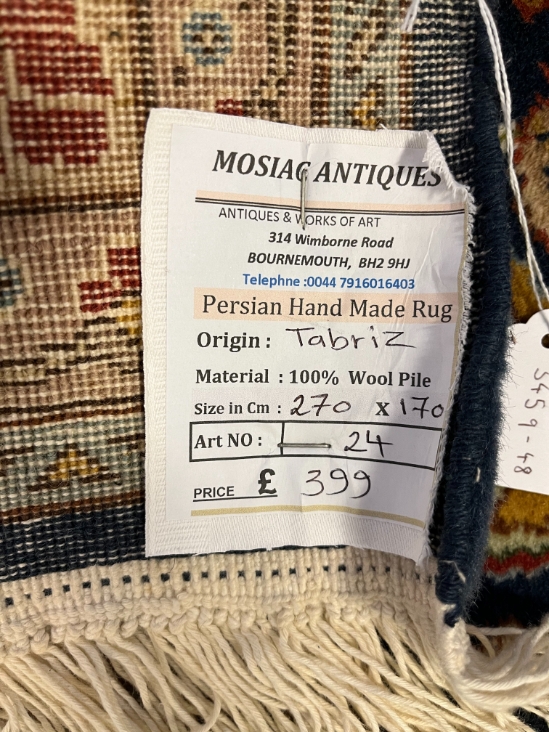 MOSIAC ANTIQUES
ANTIQUES & WORKS OF ART
314 Wimborne Road
BOURNEMOUTH, BH2 9HJ
Telephne :0044 7916016403
Persian Hand Made Rug
Origin : Tabriz
Material : 100% Wool Pile
Size in Cm : 270 X 170
Art NO : 24
PRICE £ 399
5459-48